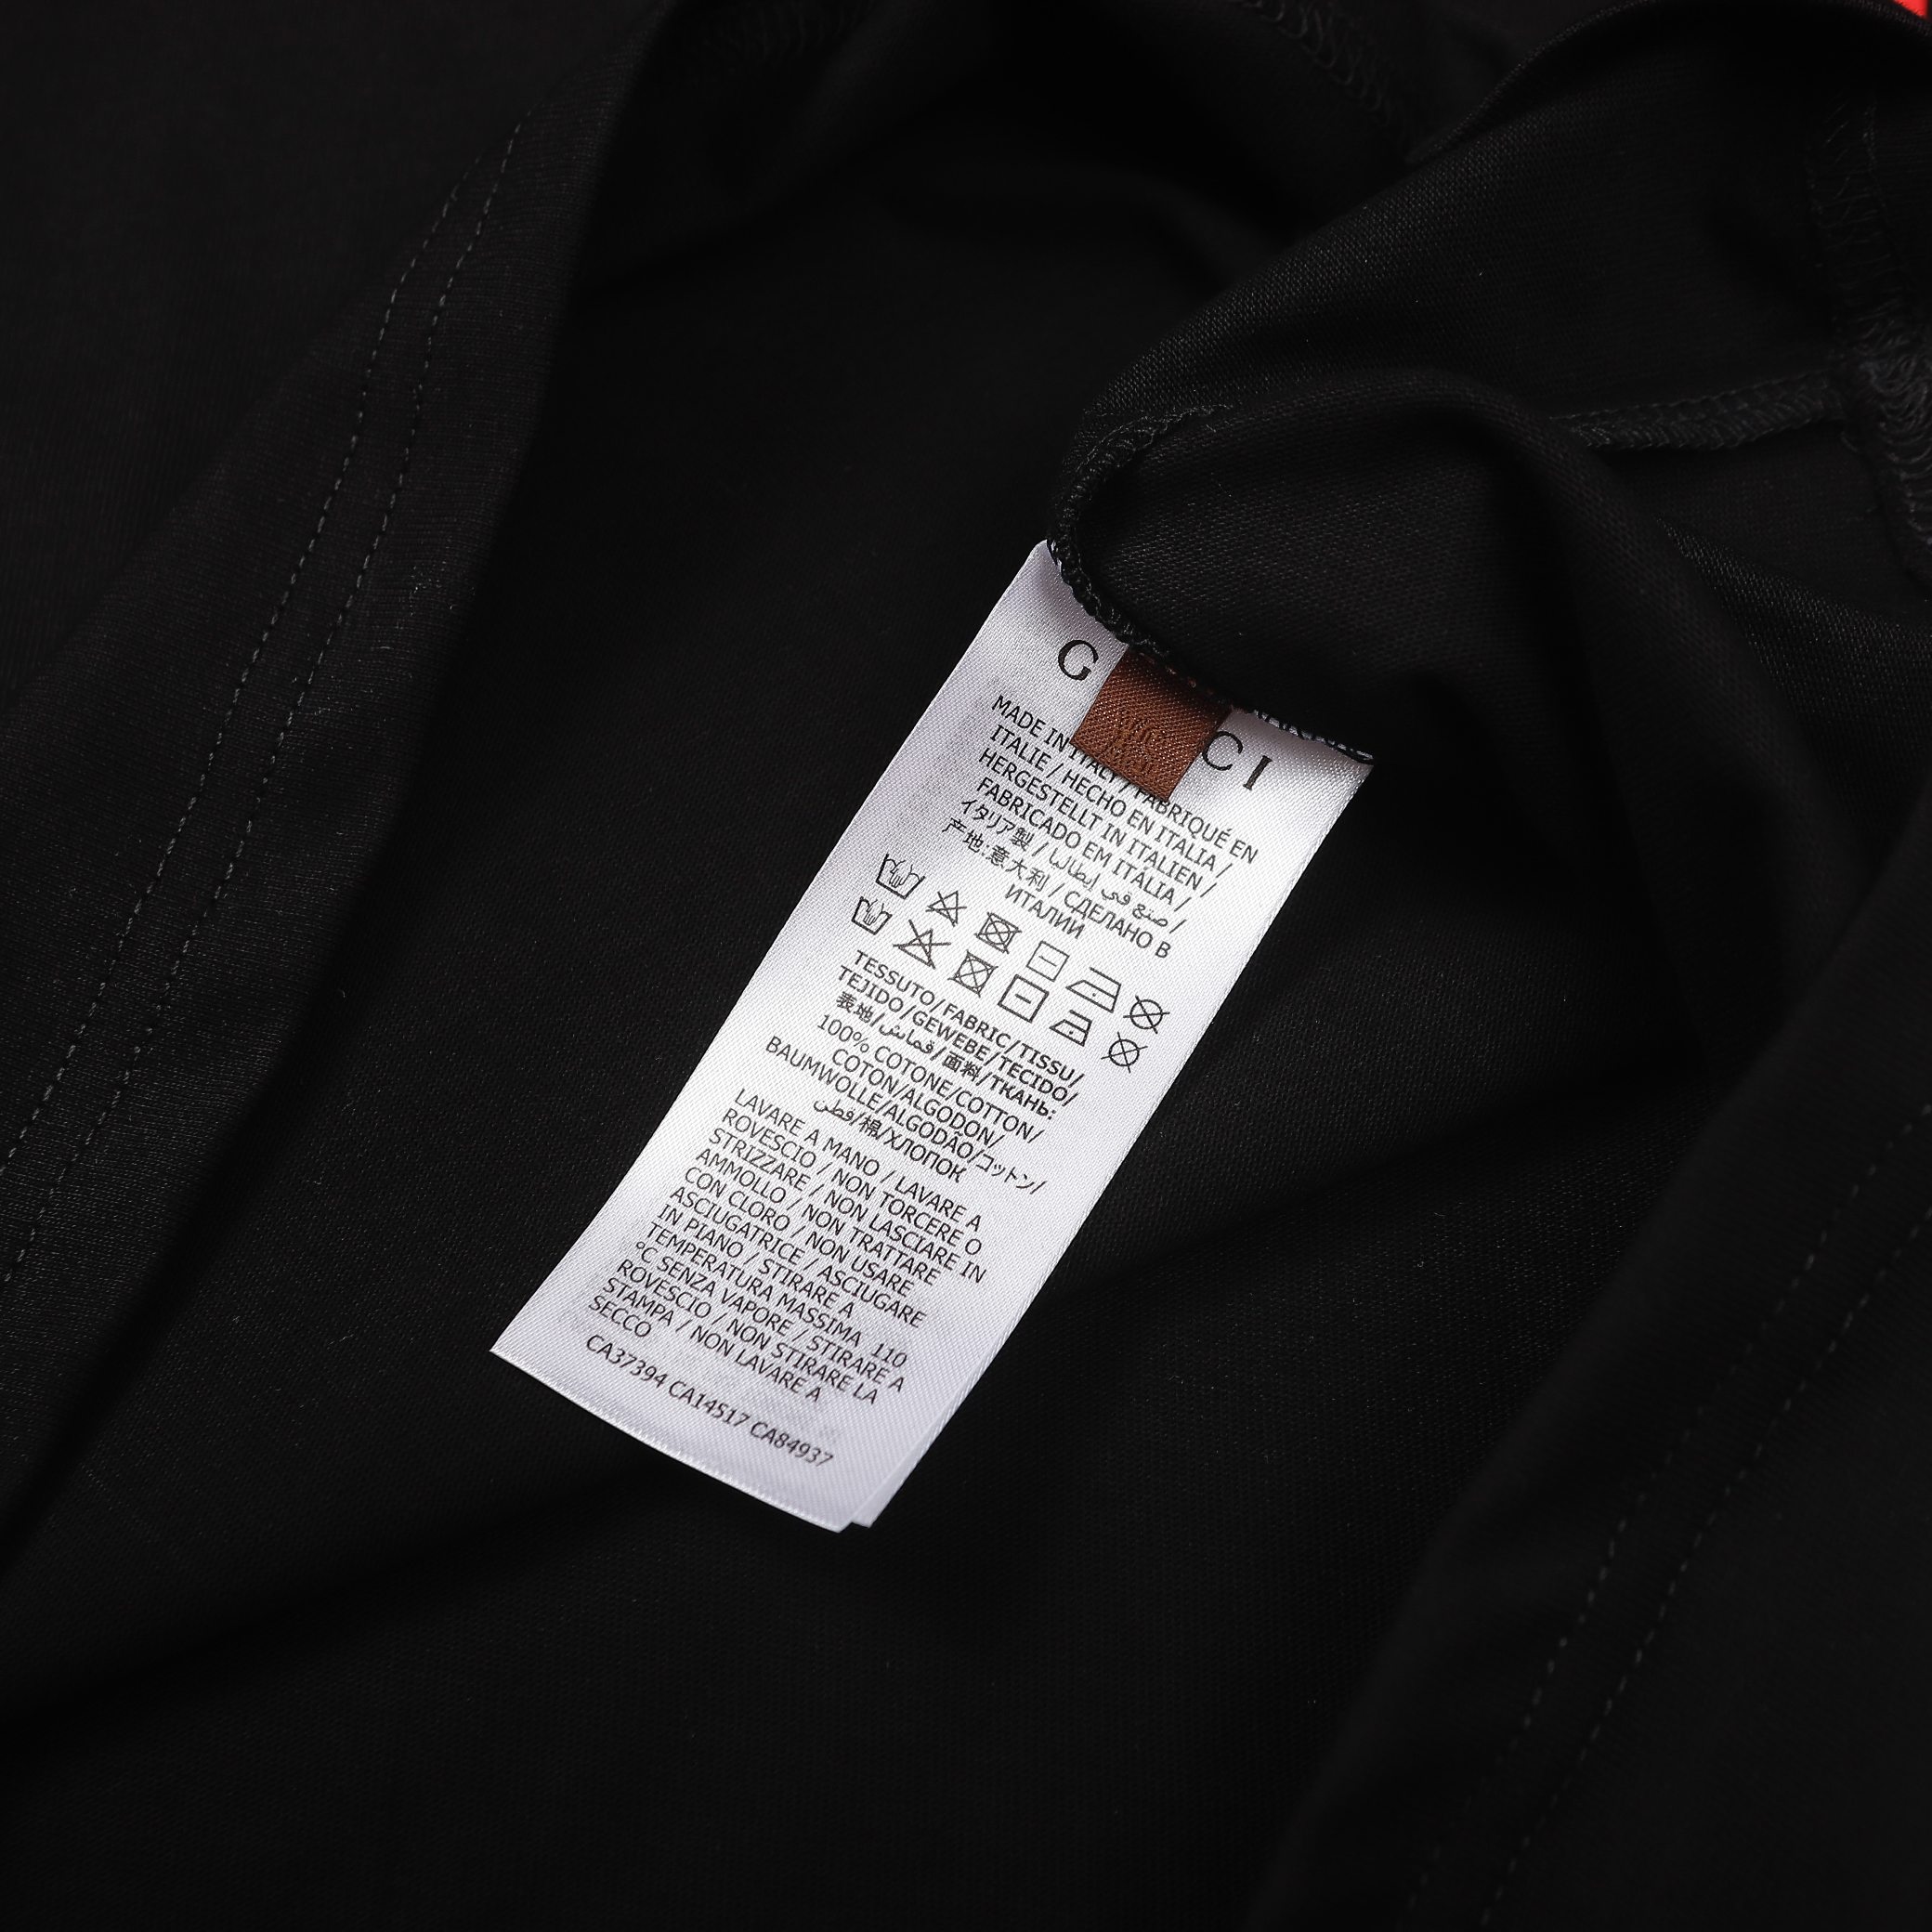 G CI
MADE IN ITALY / FABRIQUÉ EN
ITALIE / HECHO EN ITALIA /
HERGESTELLT IN ITALIEN /
FABRICADO EM ITÁLIA /
イタリア製 / صنع في إيطاليا /
产地:意大利 / СДЕЛАНО В
ИТАЛИИ
TESSUTO/FABRIC/TISSU/
TEJIDO/GEWEBE/TECIDO/
表地/قماش/面料/ТКАНЬ:
100% COTONE/COTTON/
COTON/ALGODON/
BAUMWOLLE/ALGODÃO/コットン/
قطن/棉/ХЛОПОК
LAVARE A MANO / LAVARE A
ROVESCIO / NON TORCERE O
STRIZZARE / NON LASCIARE IN
AMMOLLO / NON TRATTARE
CON CLORO / NON USARE
ASCIUGATRICE / ASCIUGARE
IN PIANO / STIRARE A
TEMPERATURA MASSIMA 110
°C SENZA VAPORE / STIRARE A
ROVESCIO / NON STIRARE LA
STAMPA / NON LAVARE A
SECCO
CA37394 CA14517 CA84937